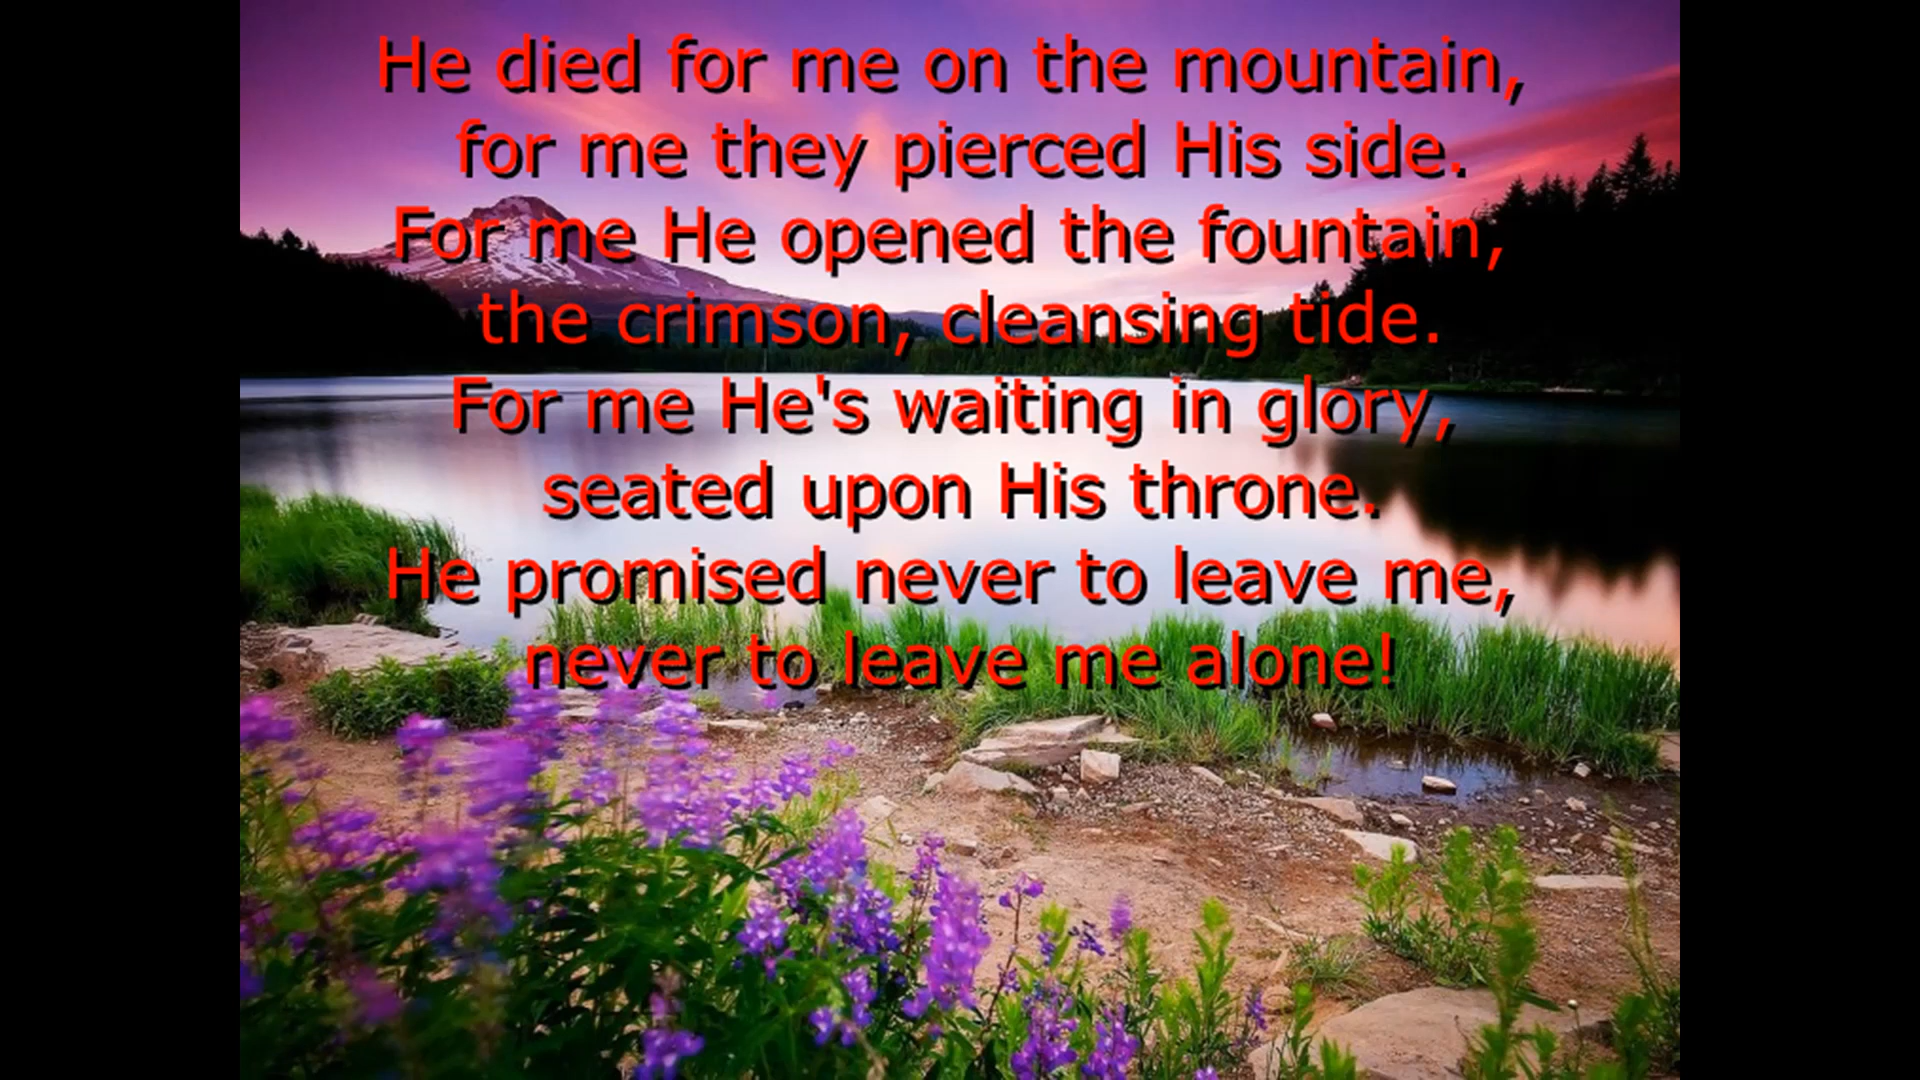 He died for me on the mountain,
for me they pierced His side.
For me He opened the fountain,
the crimson, cleansing tide.
For me He's waiting in glory,
seated upon His throne.
He promised never to leave me,
never to leave me alone!